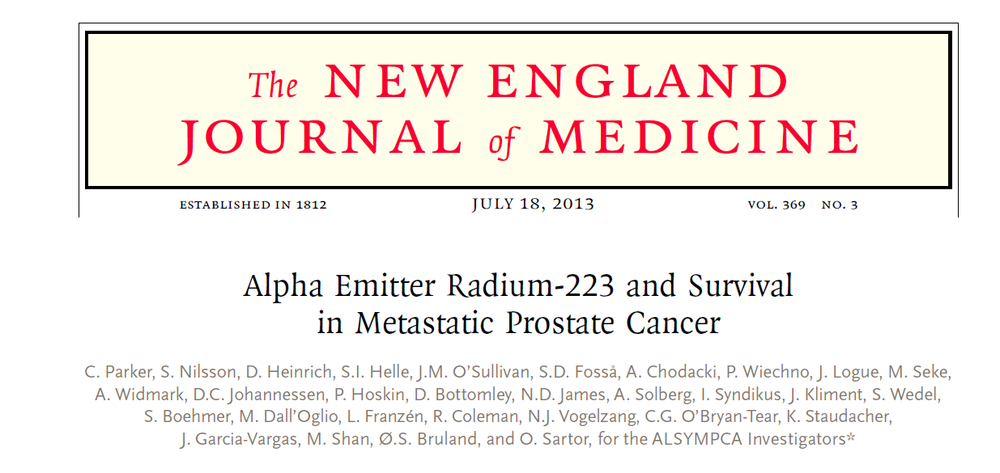 The NEW ENGLAND
JOURNAL of MEDICINE
ESTABLISHED IN 1812 JULY 18, 2013 VOL. 369 NO. 3
Alpha Emitter Radium-223 and Survival
in Metastatic Prostate Cancer
C. Parker, S. Nilsson, D. Heinrich, S.I. Helle, J.M. O’Sullivan, S.D. Fosså, A. Chodacki, P. Wiechno, J. Logue, M. Seke,
A. Widmark, D.C. Johannessen, P. Hoskin, D. Bottomley, N.D. James, A. Solberg, I. Syndikus, J. Kliment, S. Wedel,
S. Boehmer, M. Dall’Oglio, L. Franzén, R. Coleman, N.J. Vogelzang, C.G. O’Bryan-Tear, K. Staudacher,
J. Garcia-Vargas, M. Shan, Ø.S. Bruland, and O. Sartor, for the ALSYMPCA Investigators*